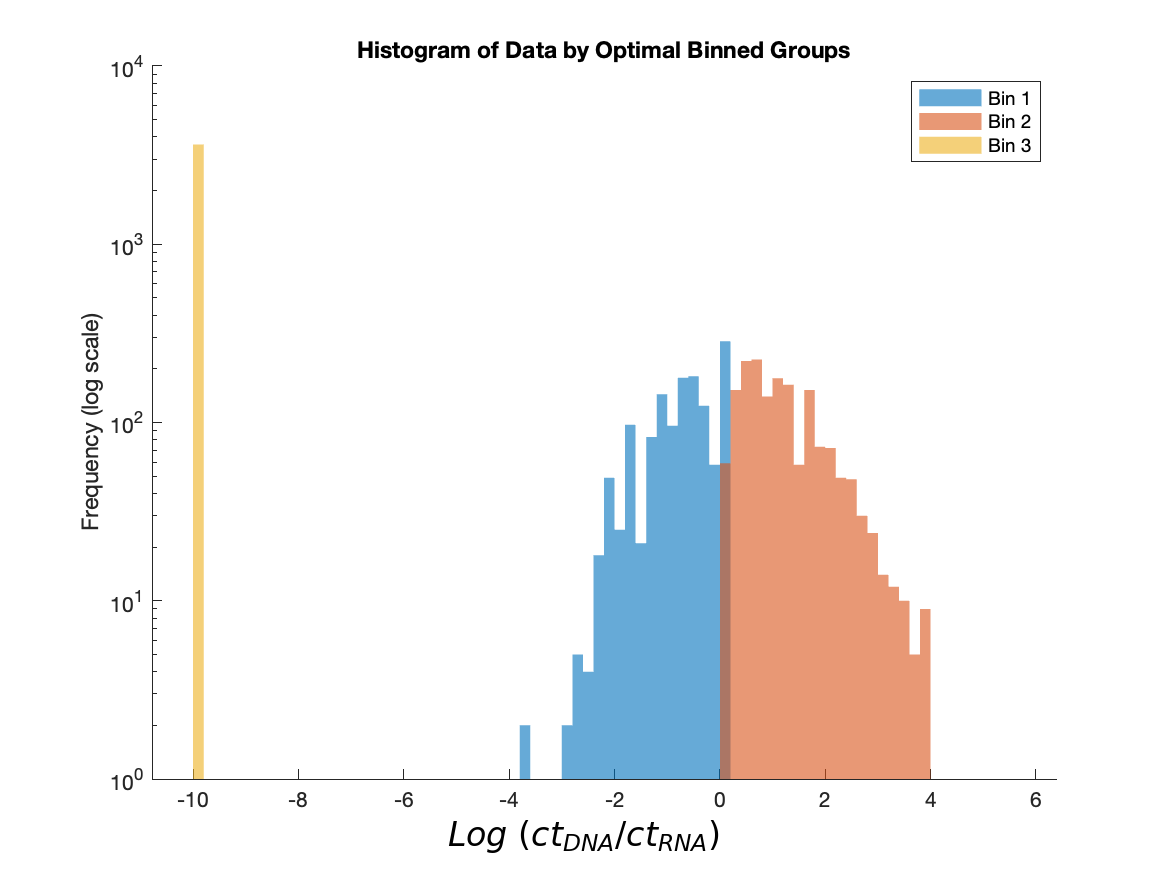 Histogram of Data by Optimal Binned Groups
10^4
10^3
10^2
10^1
10^0
Frequency (log scale)
Bin 1
Bin 2
Bin 3
-10 -8 -6 -4 -2 0 2 4 6
Log (ct_DNA/ct_RNA)